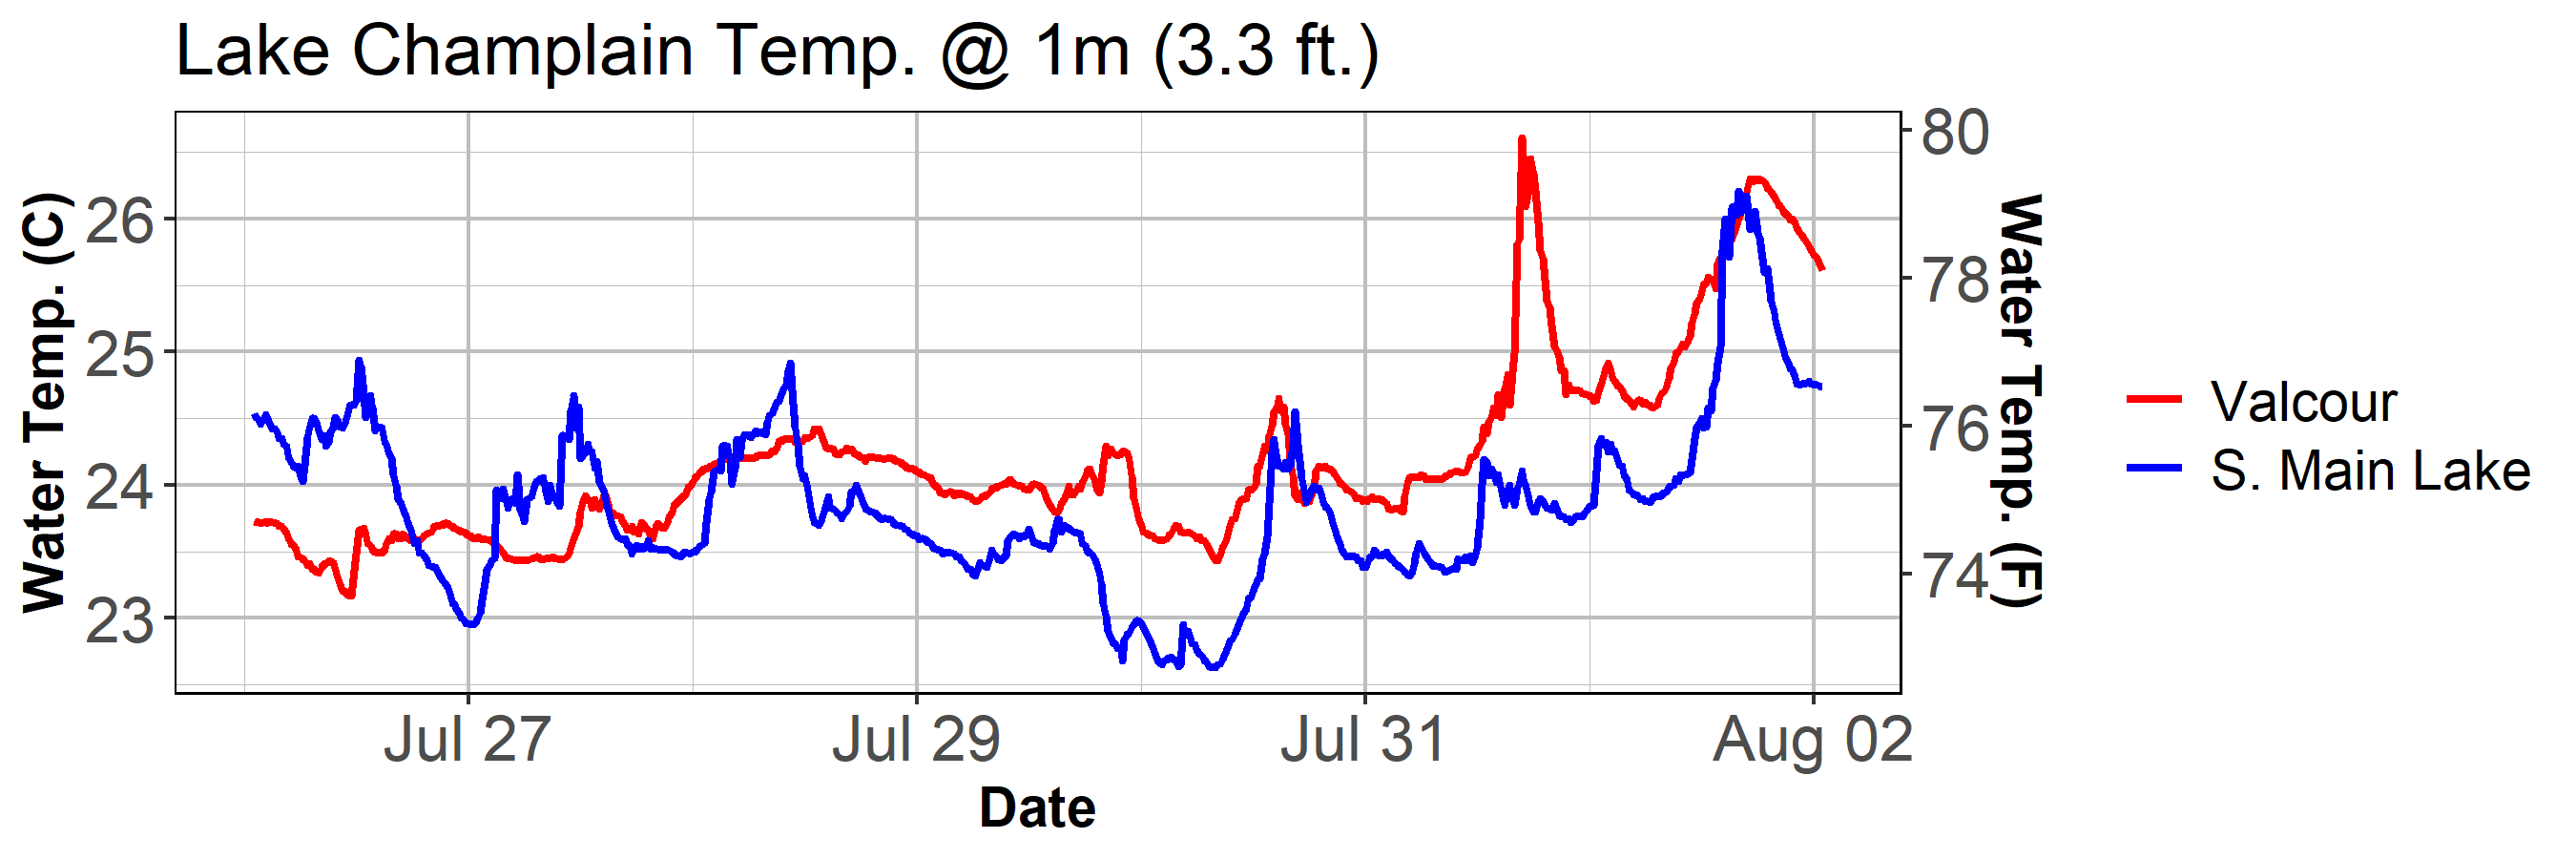 Lake Champlain Temp. @ 1m (3.3 ft.)
Water Temp. (C)
26
25
24
23
80
78
76
74
Water Temp. (F)
Jul 27
Jul 29
Jul 31
Aug 02
Date
Valcour
S. Main Lake